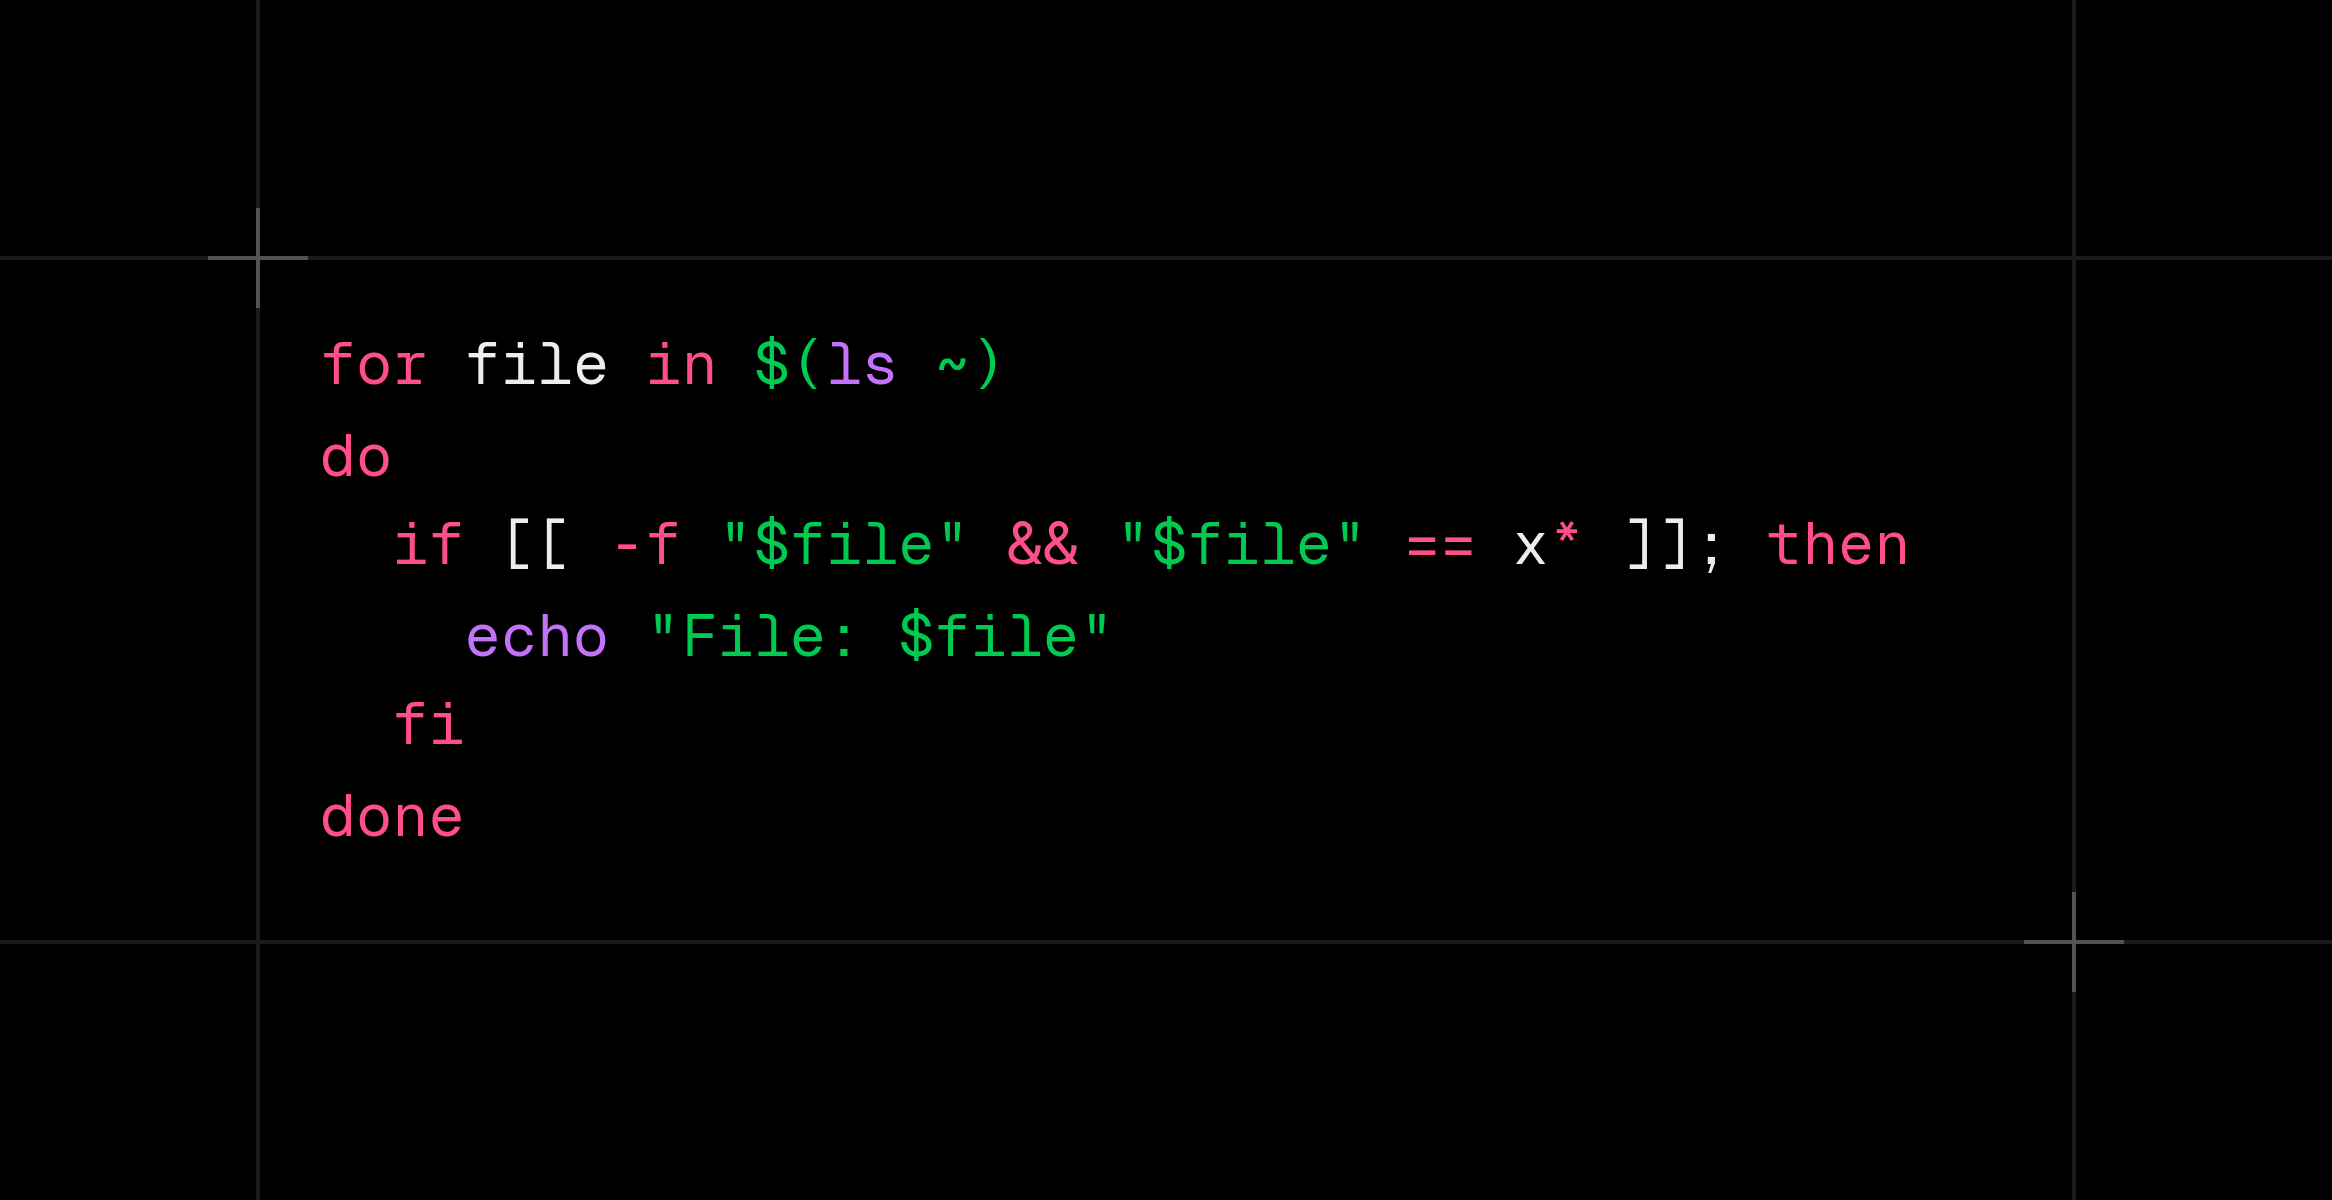 for file in $(ls ~)
do
  if [[ -f "$file" && "$file" == x* ]]; then
    echo "File: $file"
  fi
done